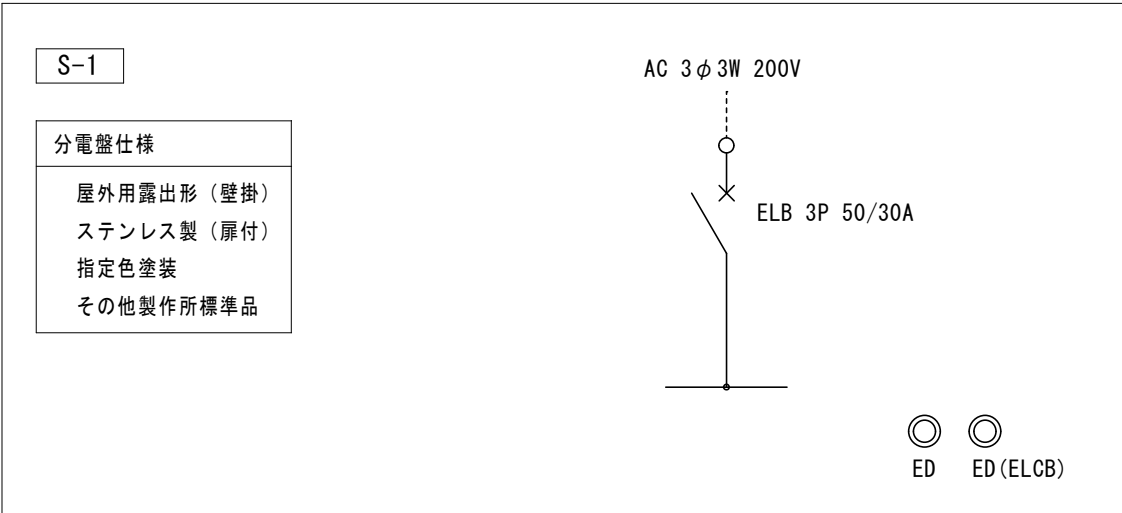 S-1
AC 3φ3W 200V
分電盤仕様
屋外用露出形（壁掛）
ステンレス製（扉付）
指定色塗装
その他製作所標準品
ELB 3P 50/30A
ED
ED(ELCB)